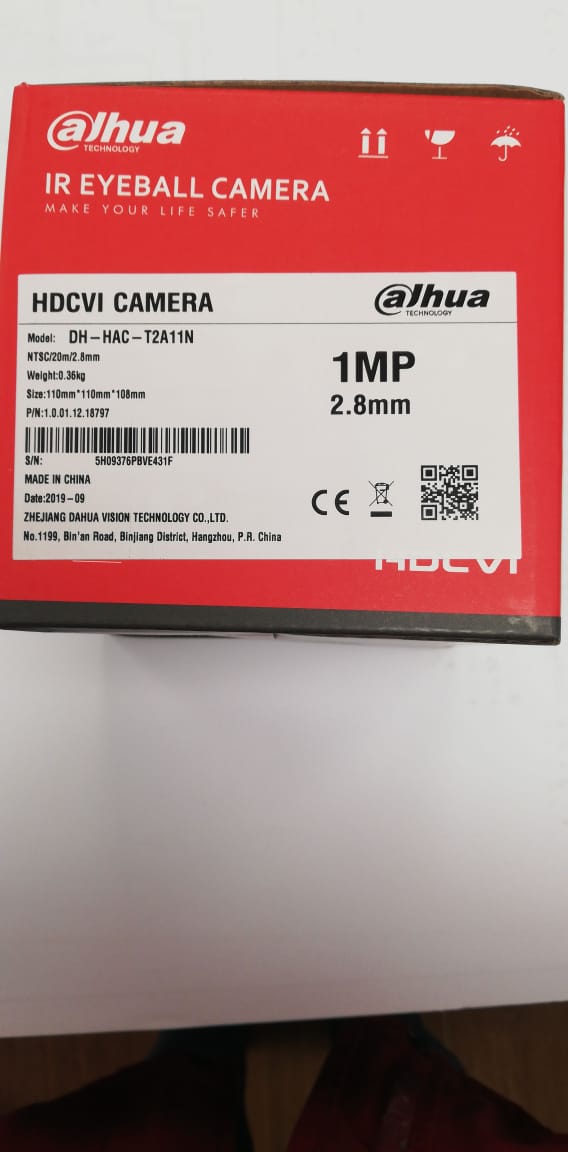 alhua
TECHNOLOGY
IR EYEBALL CAMERA
MAKE YOUR LIFE SAFER
HDCVI CAMERA
alhua
TECHNOLOGY
Model: DH-HAC-T2A11N
NTSC/20m/2.8mm
Weight:0.36kg
Size:110mm*110mm*108mm
P/N:1.0.01.12.18797
1MP
2.8mm
S/N: 5H09376PBVE431F
MADE IN CHINA
Date:2019-09
CE
ZHEJIANG DAHUA VISION TECHNOLOGY CO.,LTD.
No.1199, Bin'an Road, Binjiang District, Hangzhou, P.R. China
HDCVI